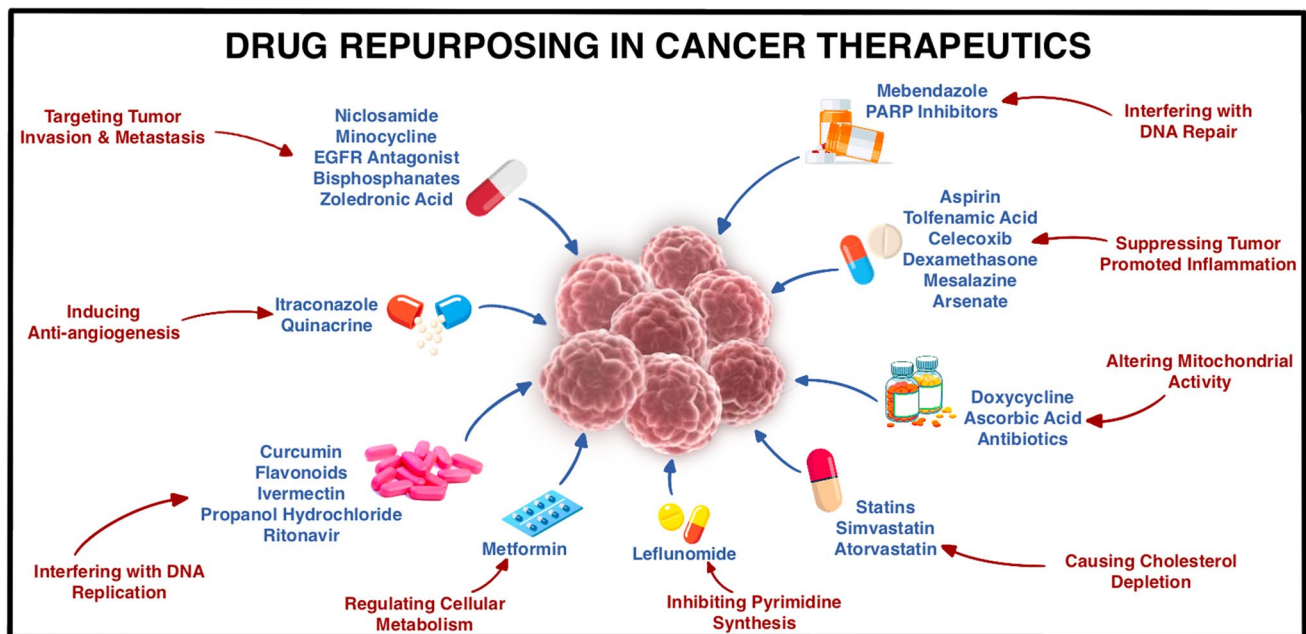 DRUG REPURPOSING IN CANCER THERAPEUTICS
Targeting Tumor
Invasion & Metastasis
Niclosamide
Minocycline
EGFR Antagonist
Bisphosphanates
Zoledronic Acid
Mebendazole
PARP Inhibitors
Interfering with
DNA Repair
Aspirin
Tolfenamic Acid
Celecoxib
Dexamethasone
Mesalazine
Arsenate
Suppressing Tumor
Promoted Inflammation
Inducing
Anti-angiogenesis
Itraconazole
Quinacrine
Altering Mitochondrial
Activity
Doxycycline
Ascorbic Acid
Antibiotics
Curcumin
Flavonoids
Ivermectin
Propanol Hydrochloride
Ritonavir
Interfering with DNA
Replication
Metformin
Regulating Cellular
Metabolism
Leflunomide
Inhibiting Pyrimidine
Synthesis
Statins
Simvastatin
Atorvastatin
Causing Cholesterol
Depletion